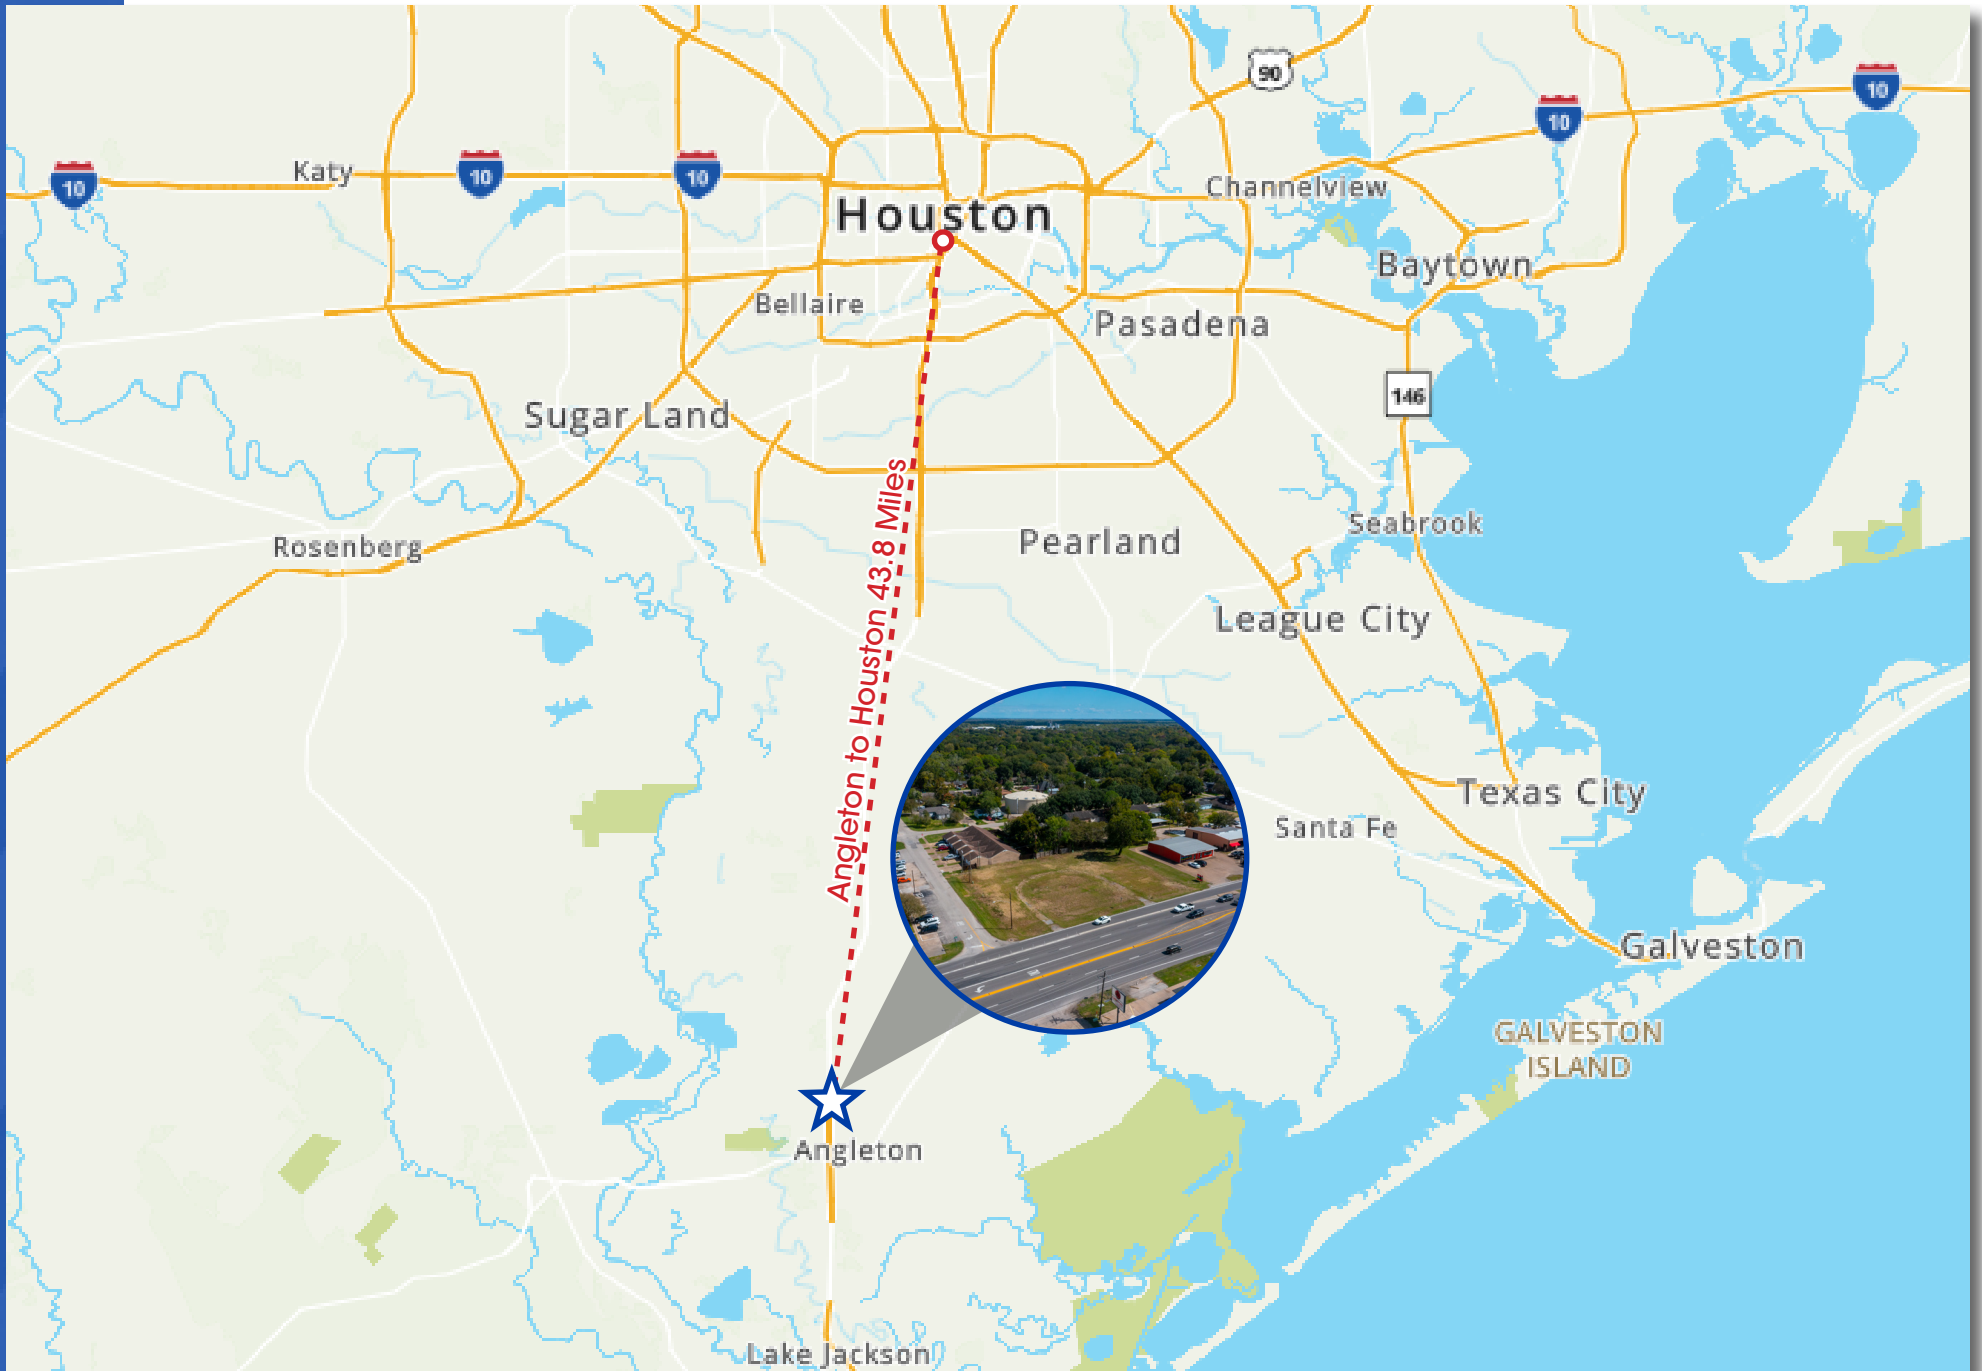 90
10
10
Katy
10
10
10
Channelview
Houston
Baytown
Bellaire
Pasadena
146
Sugar Land
Seabrook
Pearland
Rosenberg
League City
Angleton to Houston 43.8 Miles
Texas City
Santa Fe
Galveston
GALVESTON
ISLAND
Angleton
Lake Jackson